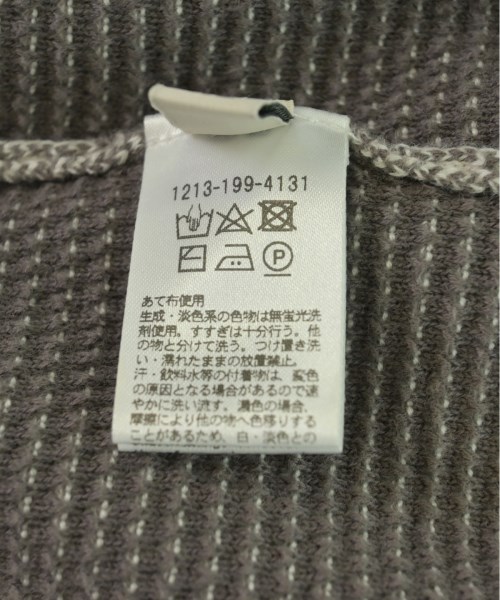 1213-199-4131
P
あて布使用
生成・淡色系の色物は無蛍光洗
剤使用。すすぎは十分行う。他
の物と分けて洗う。つけ置き洗
い・濡れたままの放置禁止。
汗・飲料水等の付着物は、変色
の原因となる場合があるので速
やかに洗い流す。濃色の場合、
摩擦により他の物へ色移りする
ことがあるため、白・淡色との